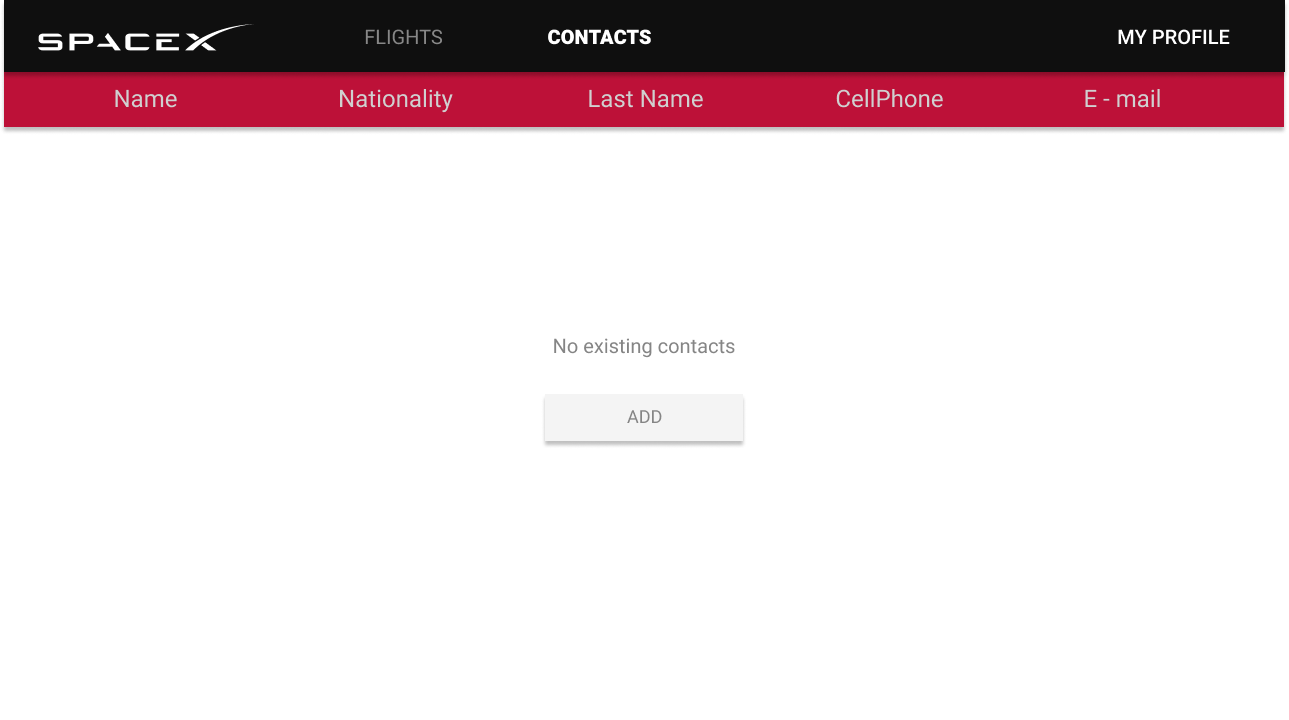 SPACEX FLIGHTS CONTACTS MY PROFILE
Name Nationality Last Name CellPhone E - mail
No existing contacts
ADD